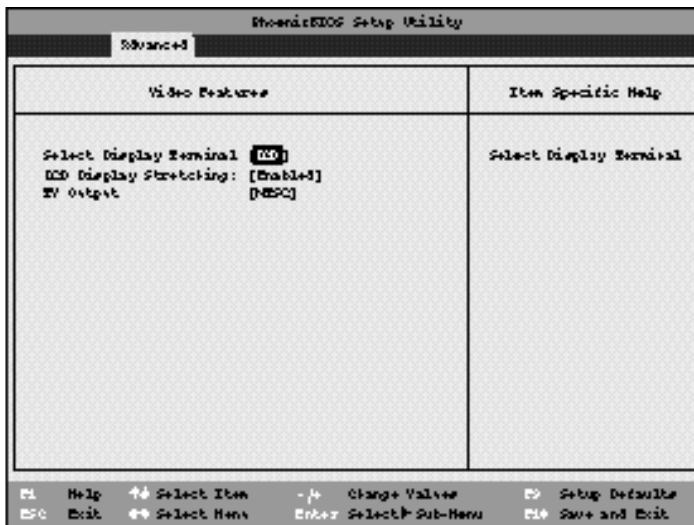 PhoenixBIOS Setup Utility
Advanced
Video Features
Item Specific Help
Select Display Terminal [LCD]
LCD Display Stretching: [Enabled]
TV Output [NTSC]
Select Display Terminal
F1 Help ↑↓ Select Item -/+ Change Values F9 Setup Defaults
ESC Exit ↔ Select Menu Enter Select▶Sub-Menu F10 Save and Exit